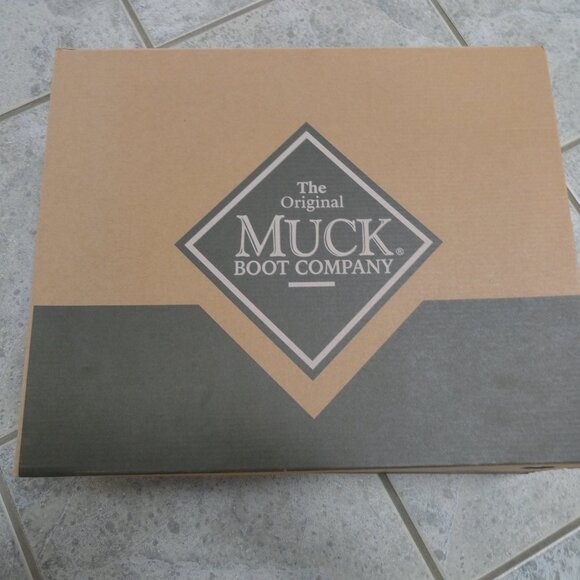 The
Original
MUCK®
BOOT COMPANY